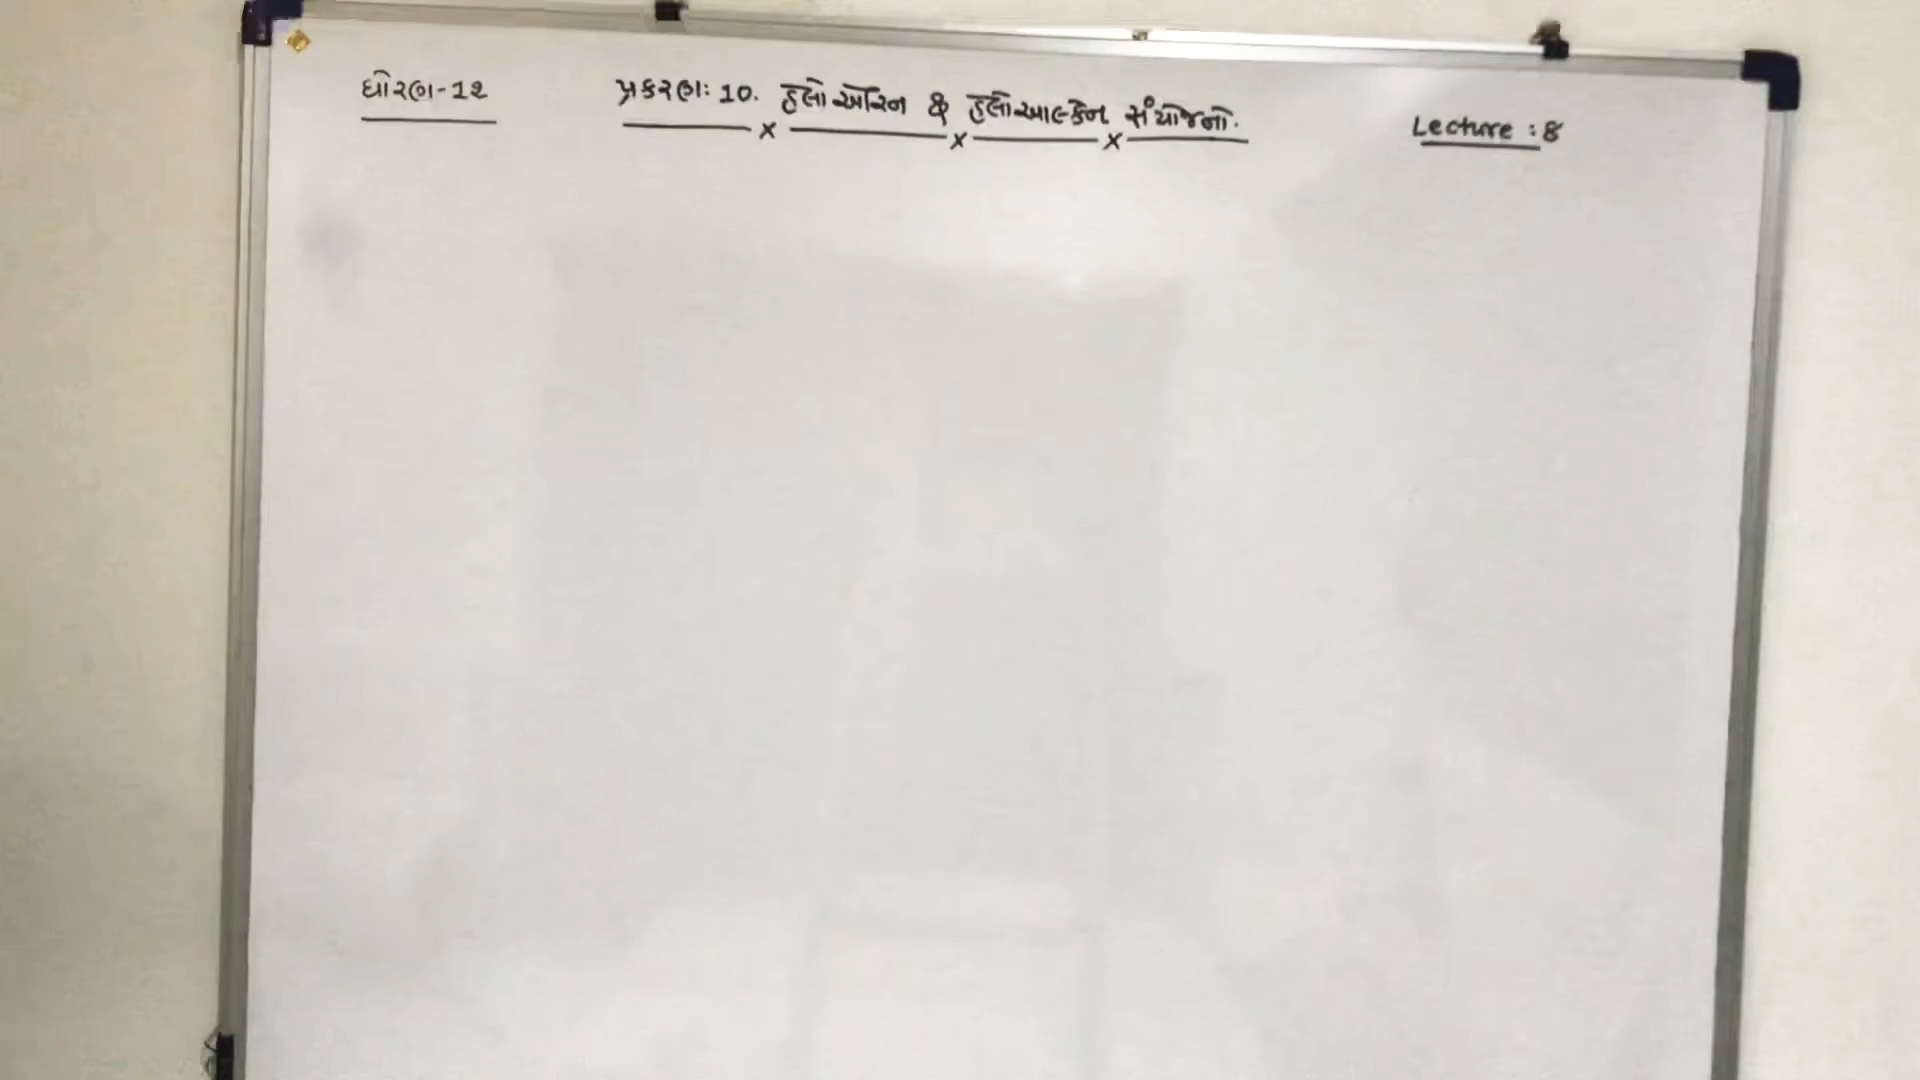 ધોરણ-12
પ્રકરણ: 10. હેલોએરિન & હેલોઆલ્કેન સંયોજનો.
Lecture : 8